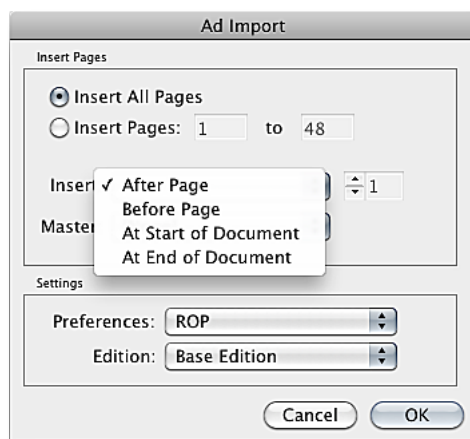 Ad Import
Insert Pages
Insert All Pages
Insert Pages: 1 to 48
Insert ✓ After Page 1
Before Page
Master At Start of Document
At End of Document
Settings
Preferences: ROP
Edition: Base Edition
Cancel OK